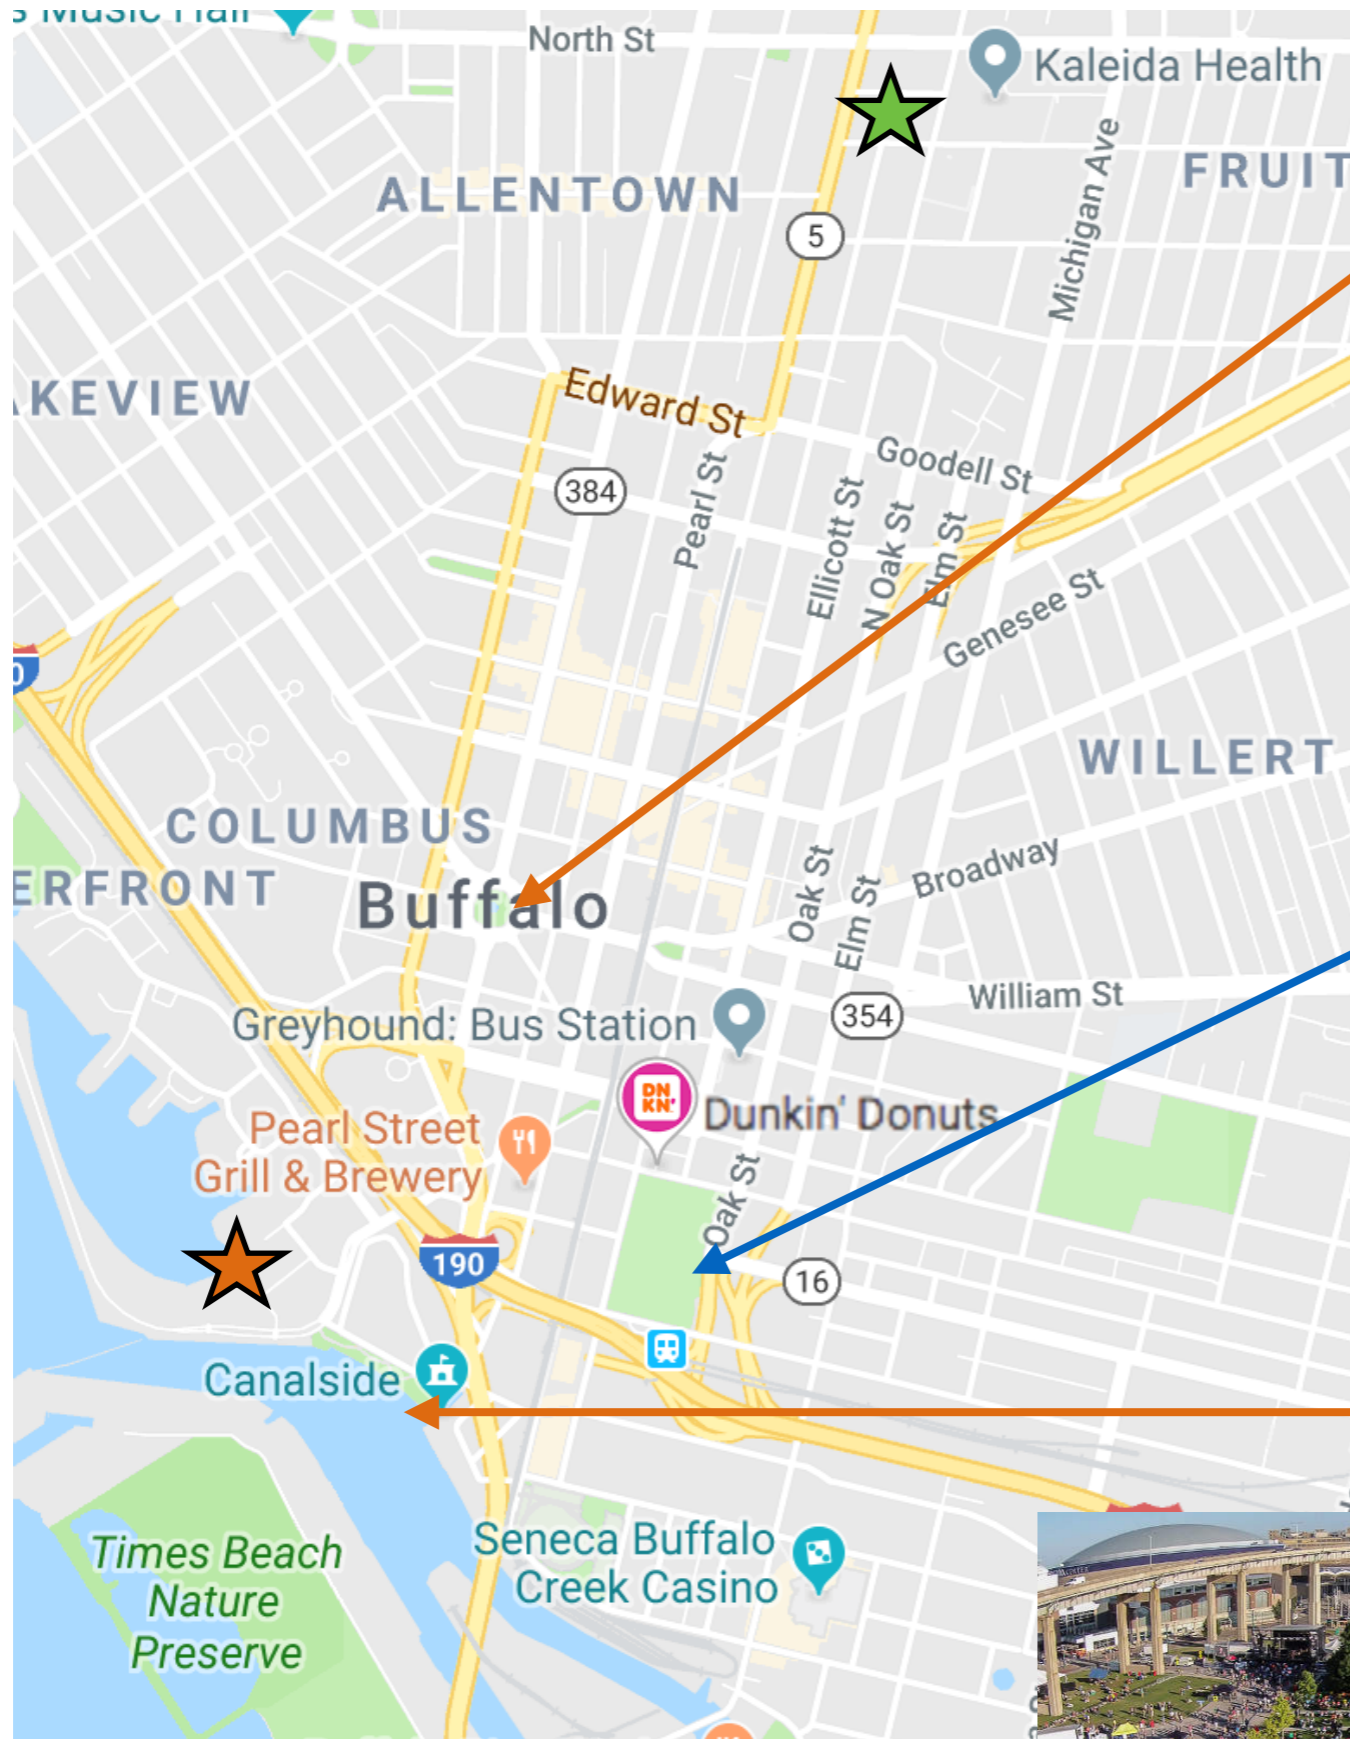 s Music Hall
North St
Kaleida Health
ALLENTOWN
FRUIT
5
Michigan Ave
KEVIEW
Edward St
Goodell St
384
Pearl St
Ellicott St
N Oak St
Elm St
Genesee St
0
WILLERT
COLUMBUS
ERFRONT
Buffalo
Oak St
Elm St
Broadway
William St
354
Greyhound: Bus Station
DN
KN'
Dunkin' Donuts
Pearl Street
Grill & Brewery
Oak St
190
16
Canalside
Seneca Buffalo
Creek Casino
Times Beach
Nature
Preserve